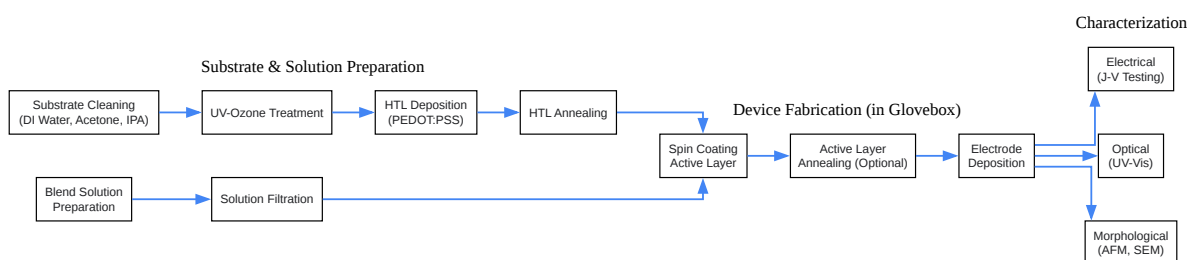 Characterization
Substrate & Solution Preparation
Electrical
(J-V Testing)
Substrate Cleaning
(DI Water, Acetone, IPA)
UV-Ozone Treatment
HTL Deposition
(PEDOT:PSS)
HTL Annealing
Device Fabrication (in Glovebox)
Spin Coating
Active Layer
Active Layer
Annealing (Optional)
Electrode
Deposition
Optical
(UV-Vis)
Blend Solution
Preparation
Solution Filtration
Morphological
(AFM, SEM)